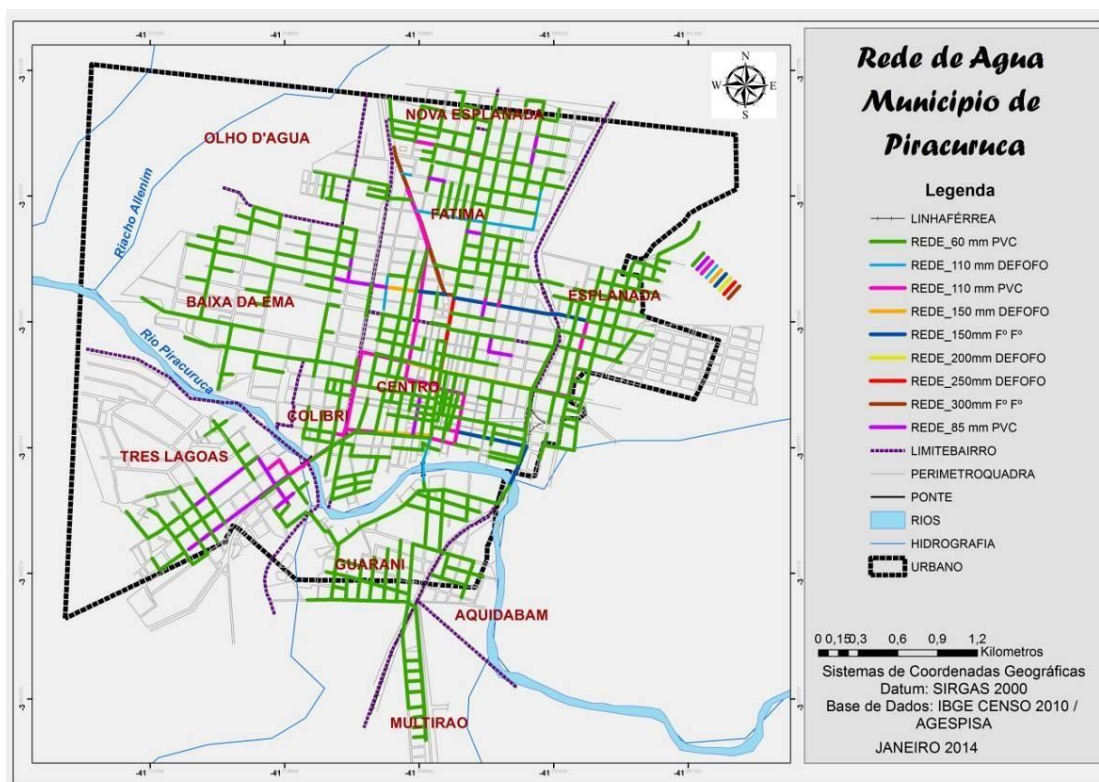 Rede de Agua
Municipio de
Piracuruca
Legenda
LINHAFÉRREA
REDE_60 mm PVC
REDE_110 mm DEFOFO
REDE_110 mm PVC
REDE_150 mm DEFOFO
REDE_150mm Fº Fº
REDE_200mm DEFOFO
REDE_250mm DEFOFO
REDE_300mm Fº Fº
REDE_85 mm PVC
LIMITEBAIRRO
PERIMETROQUADRA
PONTE
RIOS
HIDROGRAFIA
URBANO
0 0,15 0,3 0,6 0,9 1,2
Kilometros
Sistemas de Coordenadas Geográficas
Datum: SIRGAS 2000
Base de Dados: IBGE CENSO 2010 /
AGESPISA
JANEIRO 2014
N
W E
S
NOVA ESPLANADA
OLHO D'AGUA
Riacho Allenim
FATIMA
BAIXA DA EMA
ESPLANADA
Rio Piracuruca
CENTRO
COLIBRI
TRES LAGOAS
GUARANI
AQUIDABAM
MULTIRAO